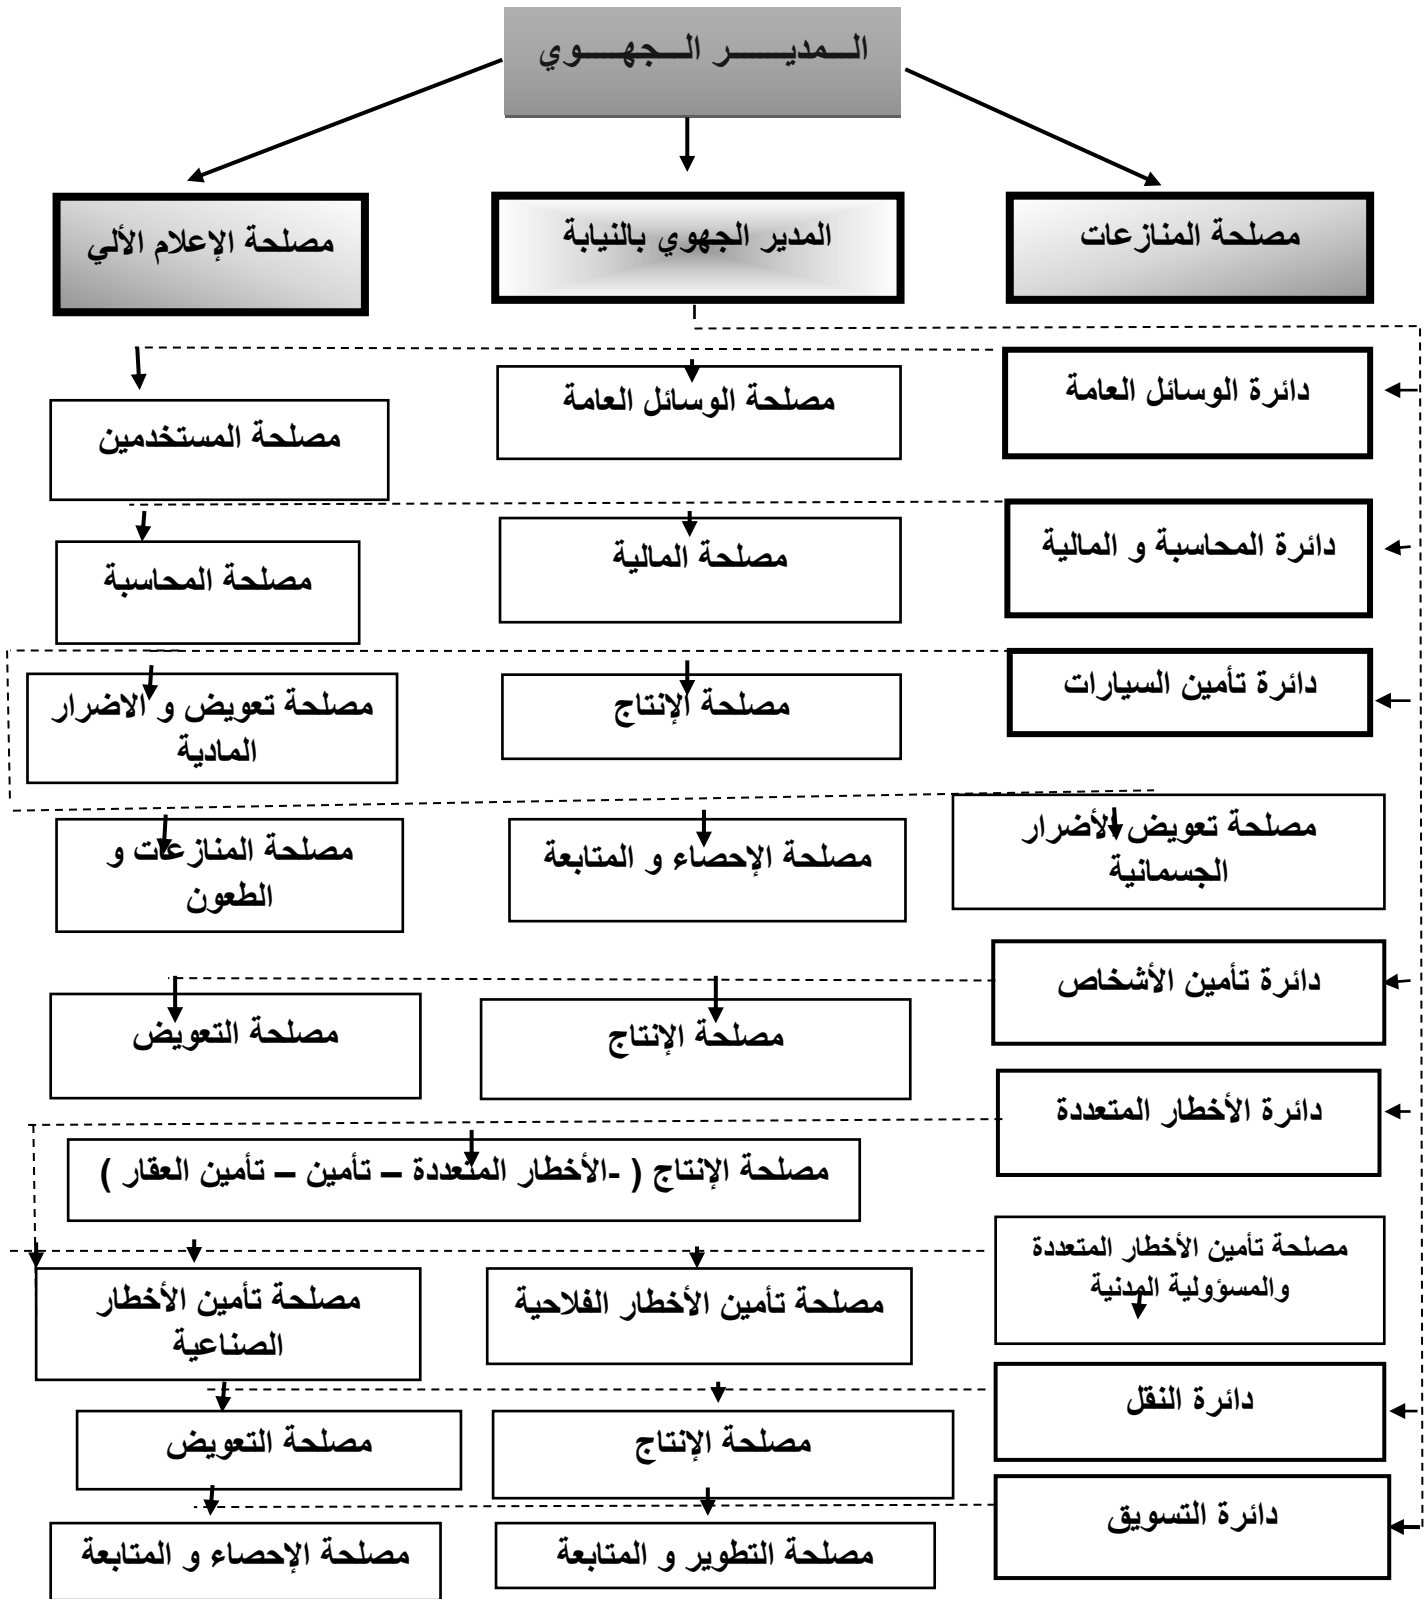 الـــمديــــــر الـــجهــــوي
مصلحة المنازعات
المدير الجهوي بالنيابة
مصلحة الإعلام الألي
دائرة الوسائل العامة
مصلحة الوسائل العامة
مصلحة المستخدمين
دائرة المحاسبة و المالية
مصلحة المالية
مصلحة المحاسبة
دائرة تأمين السيارات
مصلحة الإنتاج
مصلحة تعويض و الاضرار
المادية
مصلحة تعويض الأضرار
الجسمانية
مصلحة الإحصاء و المتابعة
مصلحة المنازعات و
الطعون
دائرة تأمين الأشخاص
مصلحة الإنتاج
مصلحة التعويض
دائرة الأخطار المتعددة
مصلحة الإنتاج ( -الأخطار المتعددة – تأمين – تأمين العقار )
مصلحة تأمين الأخطار المتعددة
والمسؤولية المدنية
مصلحة تأمين الأخطار الفلاحية
مصلحة تأمين الأخطار
الصناعية
دائرة النقل
مصلحة الإنتاج
مصلحة التعويض
دائرة التسويق
مصلحة التطوير و المتابعة
مصلحة الإحصاء و المتابعة